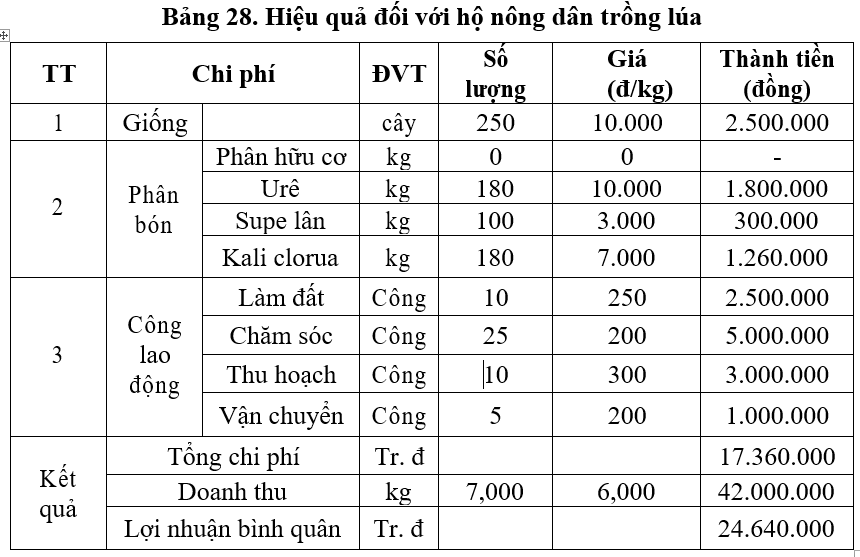 Bảng 28. Hiệu quả đối với hộ nông dân trồng lúa
TT Chi phí ĐVT Số lượng Giá (đ/kg) Thành tiền (đồng)
1 Giống cây 250 10.000 2.500.000
2 Phân bón Phân hữu cơ kg 0 0 -
Urê kg 180 10.000 1.800.000
Supe lân kg 100 3.000 300.000
Kali clorua kg 180 7.000 1.260.000
3 Công lao động Làm đất Công 10 250 2.500.000
Chăm sóc Công 25 200 5.000.000
Thu hoạch Công 10 300 3.000.000
Vận chuyển Công 5 200 1.000.000
Kết quả Tổng chi phí Tr. đ 17.360.000
Doanh thu kg 7,000 6,000 42.000.000
Lợi nhuận bình quân Tr. đ 24.640.000